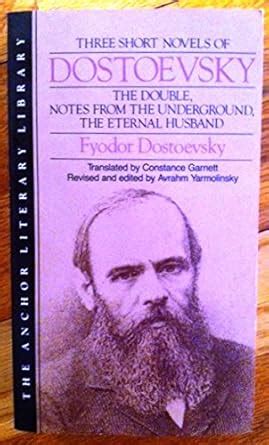 THREE SHORT NOVELS OF
DOSTOEVSKY
THE DOUBLE,
NOTES FROM THE UNDERGROUND,
THE ETERNAL HUSBAND
Fyodor Dostoevsky
Translated by Constance Garnett
Revised and edited by Avrahm Yarmolinsky
THE ANCHOR LITERARY LIBRARY